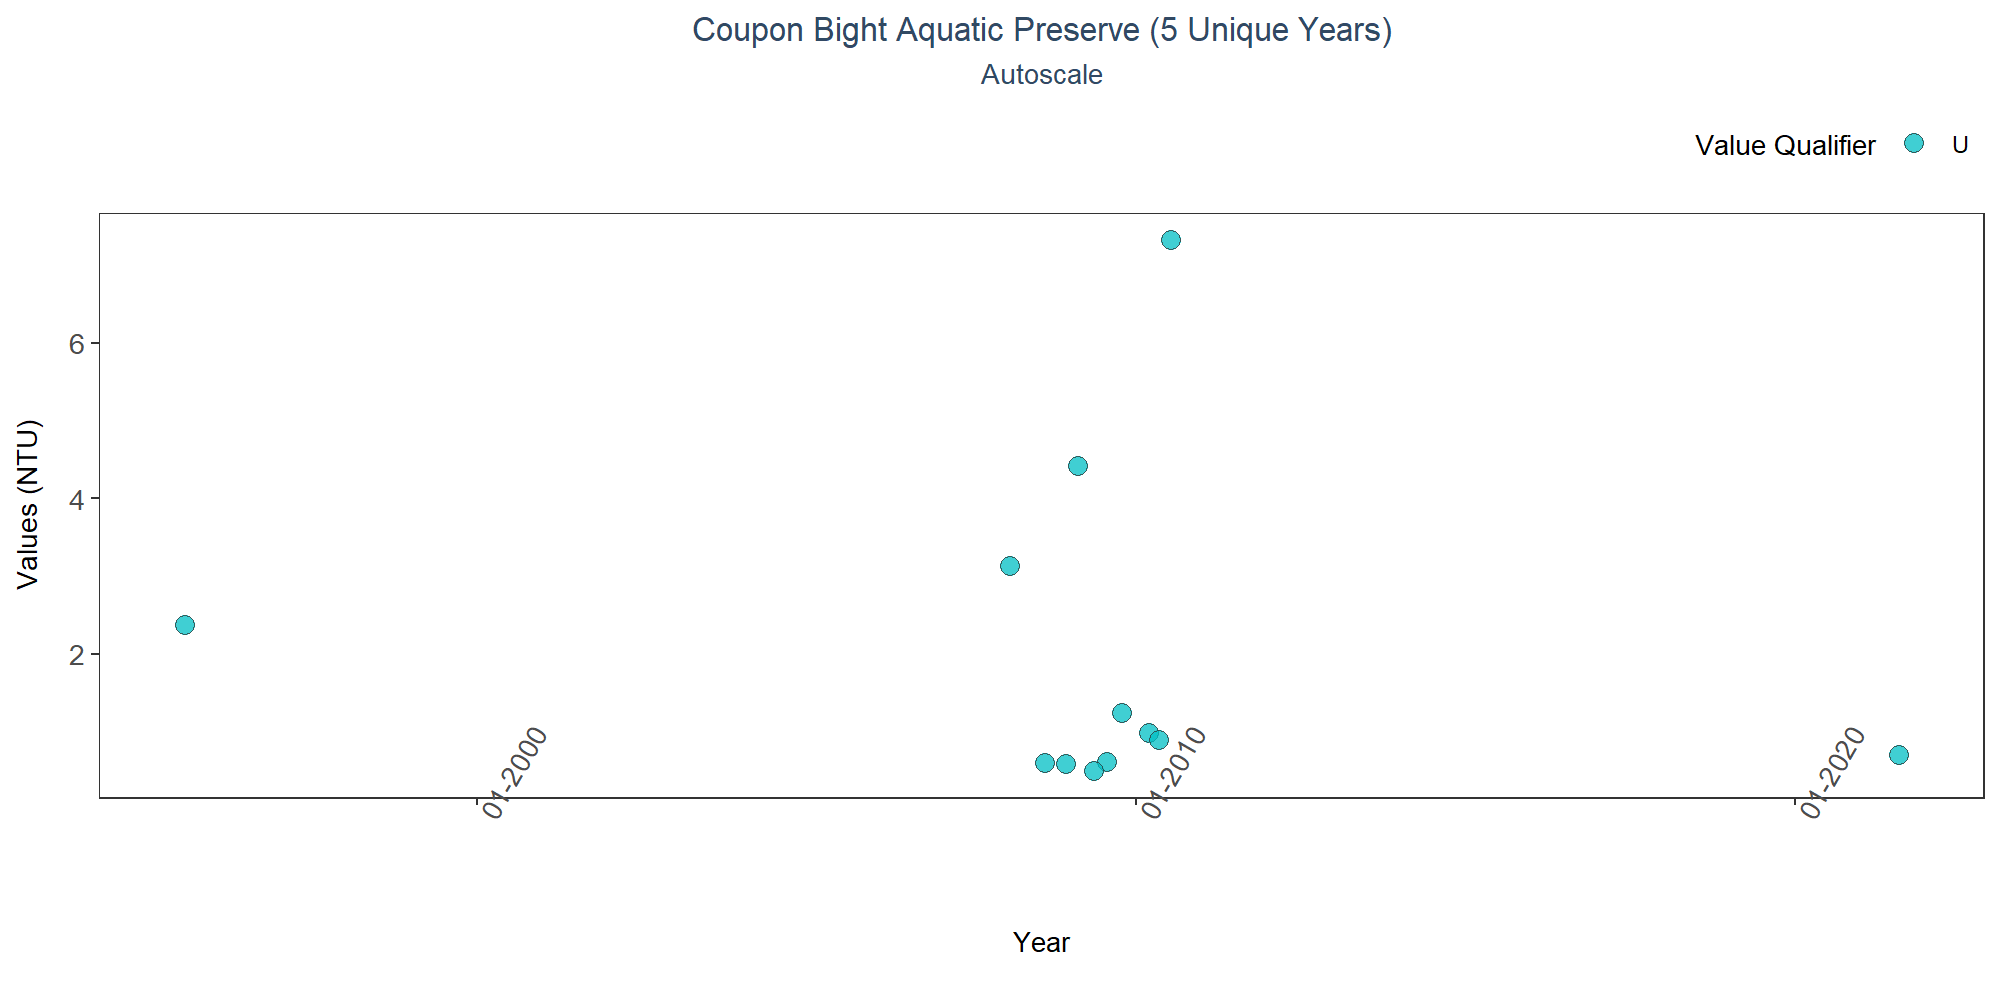 Coupon Bight Aquatic Preserve (5 Unique Years)
Autoscale
Value Qualifier U
Values (NTU)
6
4
2
01-2000
01-2010
01-2020
Year